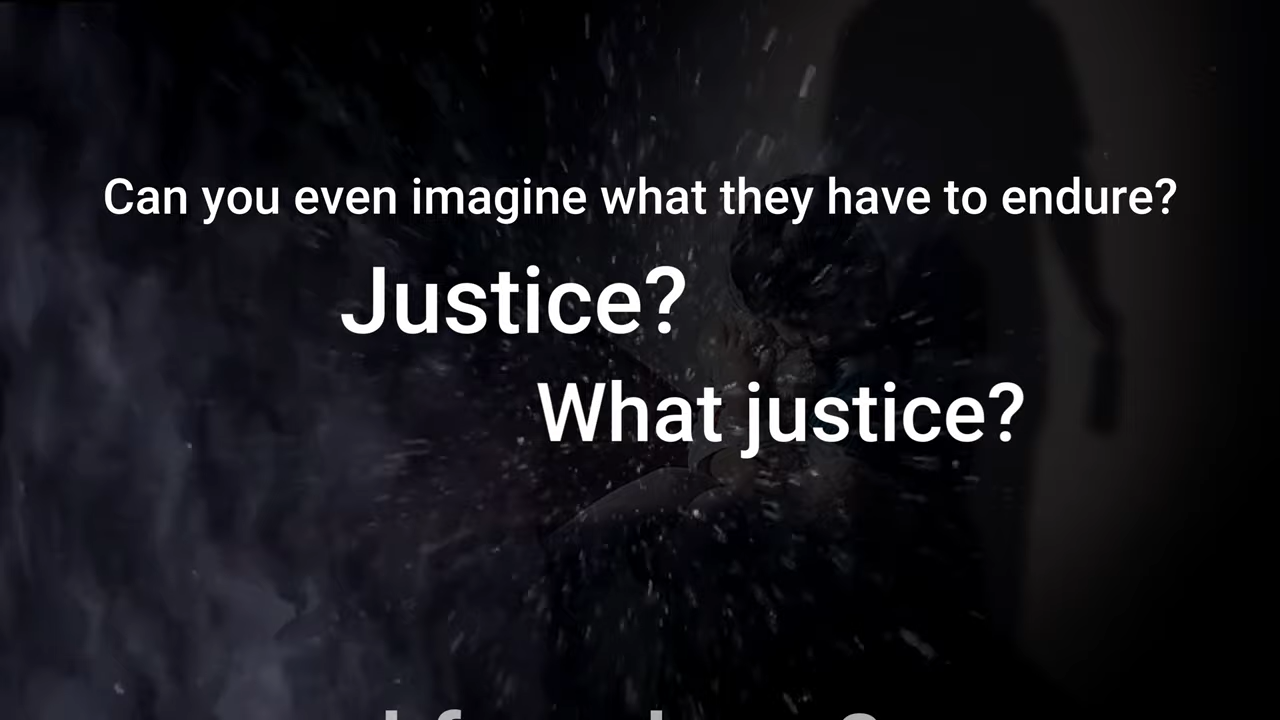 Can you even imagine what they have to endure?
Justice?
What justice?